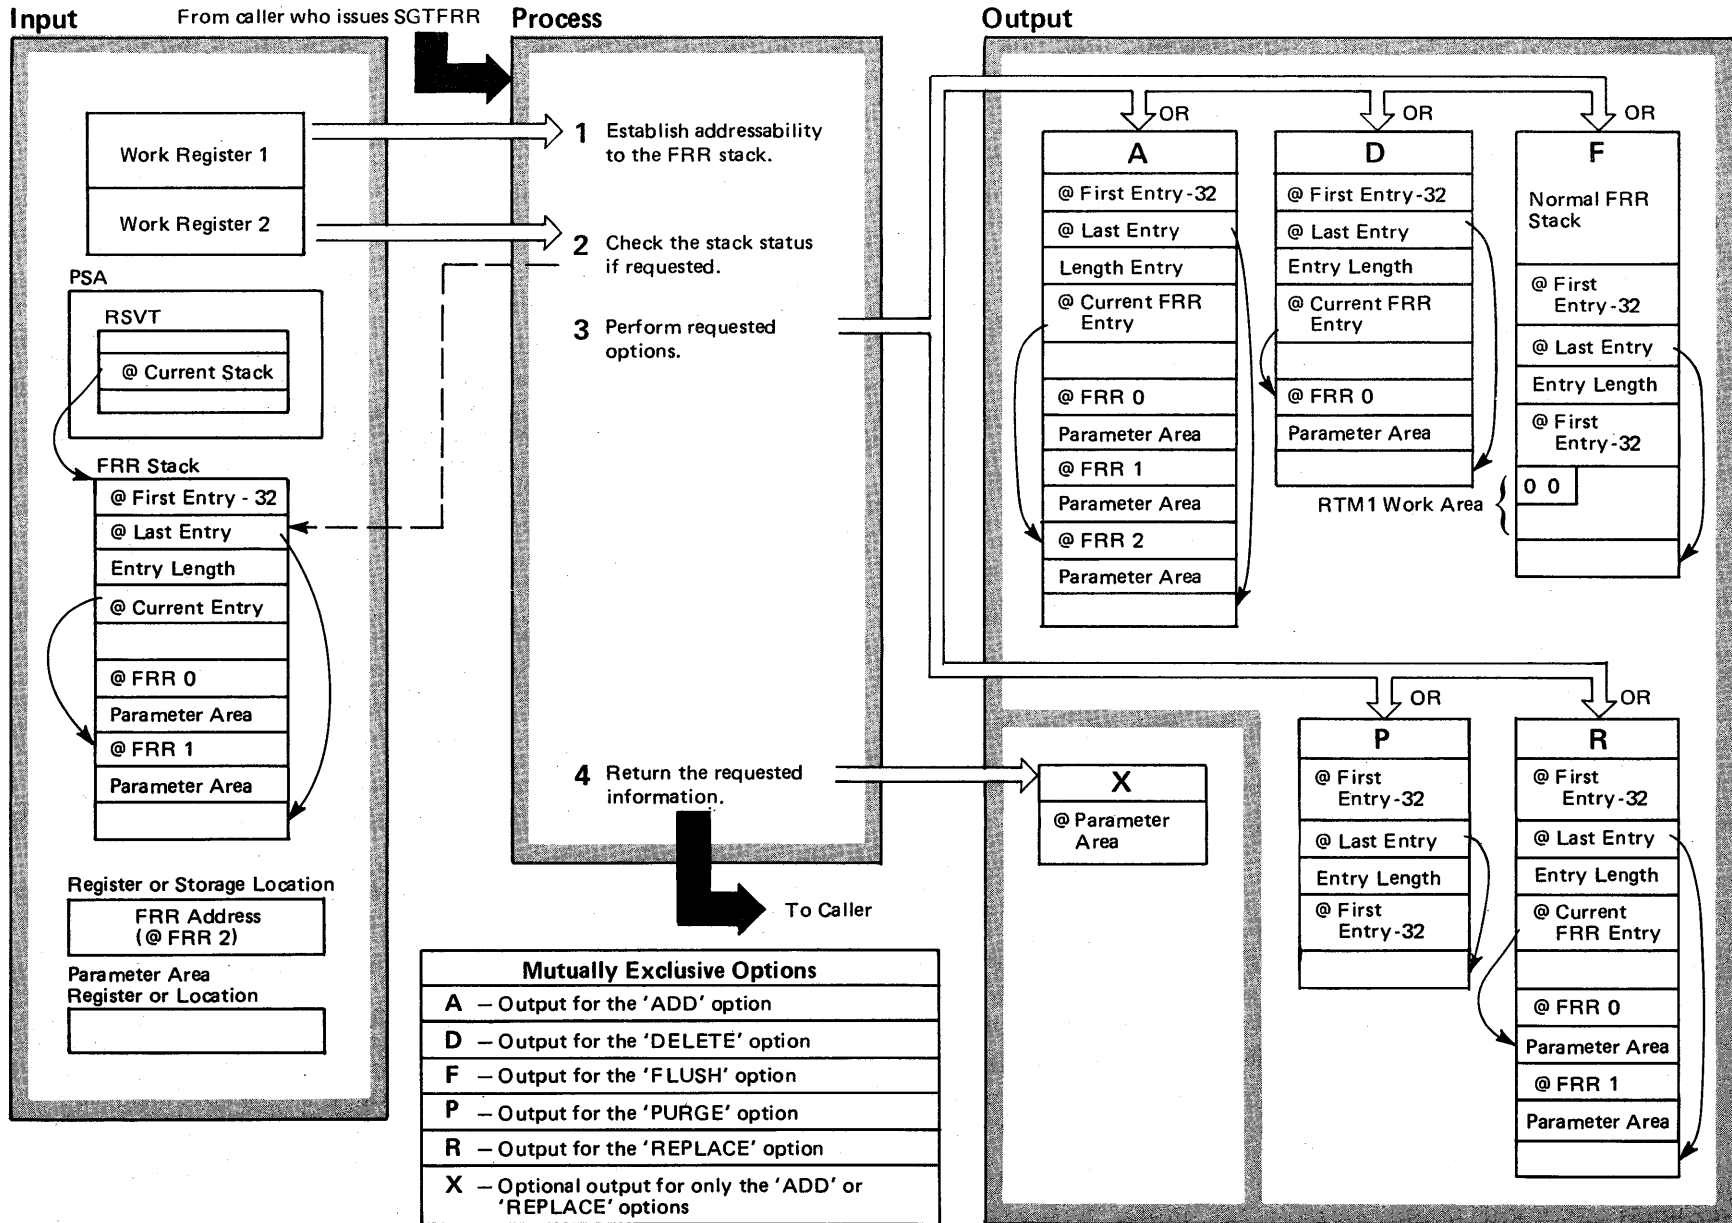 Input
From caller who issues SGTFRR
Process
Output
Work Register 1
Work Register 2
PSA
RSVT
@ Current Stack
FRR Stack
@ First Entry - 32
@ Last Entry
Entry Length
@ Current Entry
@ FRR 0
Parameter Area
@ FRR 1
Parameter Area
Register or Storage Location
FRR Address
(@ FRR 2)
Parameter Area
Register or Location
1 Establish addressability
to the FRR stack.
2 Check the stack status
if requested.
3 Perform requested
options.
4 Return the requested
information.
To Caller
Mutually Exclusive Options
A – Output for the 'ADD' option
D – Output for the 'DELETE' option
F – Output for the 'FLUSH' option
P – Output for the 'PURGE' option
R – Output for the 'REPLACE' option
X – Optional output for only the 'ADD' or
'REPLACE' options
OR
A
@ First Entry -32
@ Last Entry
Length Entry
@ Current FRR
Entry
@ FRR 0
Parameter Area
@ FRR 1
Parameter Area
@ FRR 2
Parameter Area
OR
D
@ First Entry -32
@ Last Entry
Entry Length
@ Current FRR
Entry
@ FRR 0
Parameter Area
OR
F
Normal FRR
Stack
@ First
Entry -32
@ Last Entry
Entry Length
@ First
Entry -32
0 0
RTM1 Work Area
X
@ Parameter
Area
OR
P
@ First
Entry -32
@ Last Entry
Entry Length
@ First
Entry -32
OR
R
@ First
Entry -32
@ Last Entry
Entry Length
@ Current
FRR Entry
@ FRR 0
Parameter Area
@ FRR 1
Parameter Area